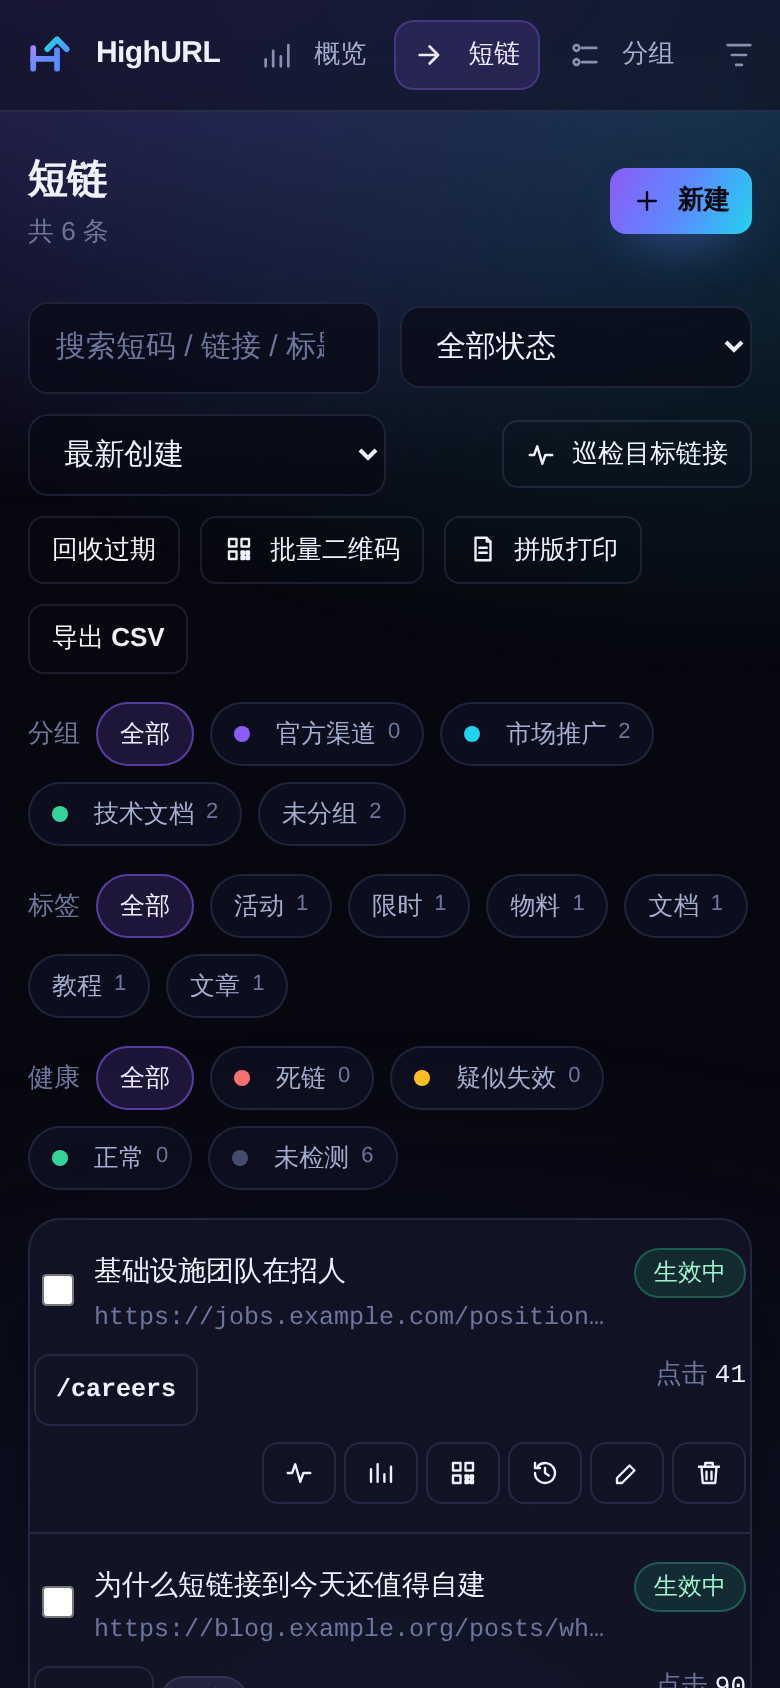 HighURL 概览 短链 分组
短链
共 6 条
新建
搜索短码 / 链接 / 标 全部状态
最新创建 巡检目标链接
回收过期 批量二维码 拼版打印
导出 CSV
分组 全部 官方渠道 0 市场推广 2
技术文档 2 未分组 2
标签 全部 活动 1 限时 1 物料 1 文档 1
教程 1 文章 1
健康 全部 死链 0 疑似失效 0
正常 0 未检测 6
基础设施团队在招人 生效中
https://jobs.example.com/position…
/careers 点击 41
为什么短链接到今天还值得自建 生效中
https://blog.example.org/posts/wh…
点击 90